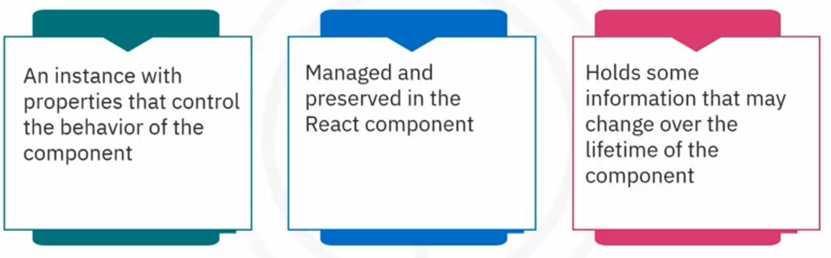 An instance with
properties that control
the behavior of the
component
Managed and
preserved in the
React component
Holds some
information that may
change over the
lifetime of the
component